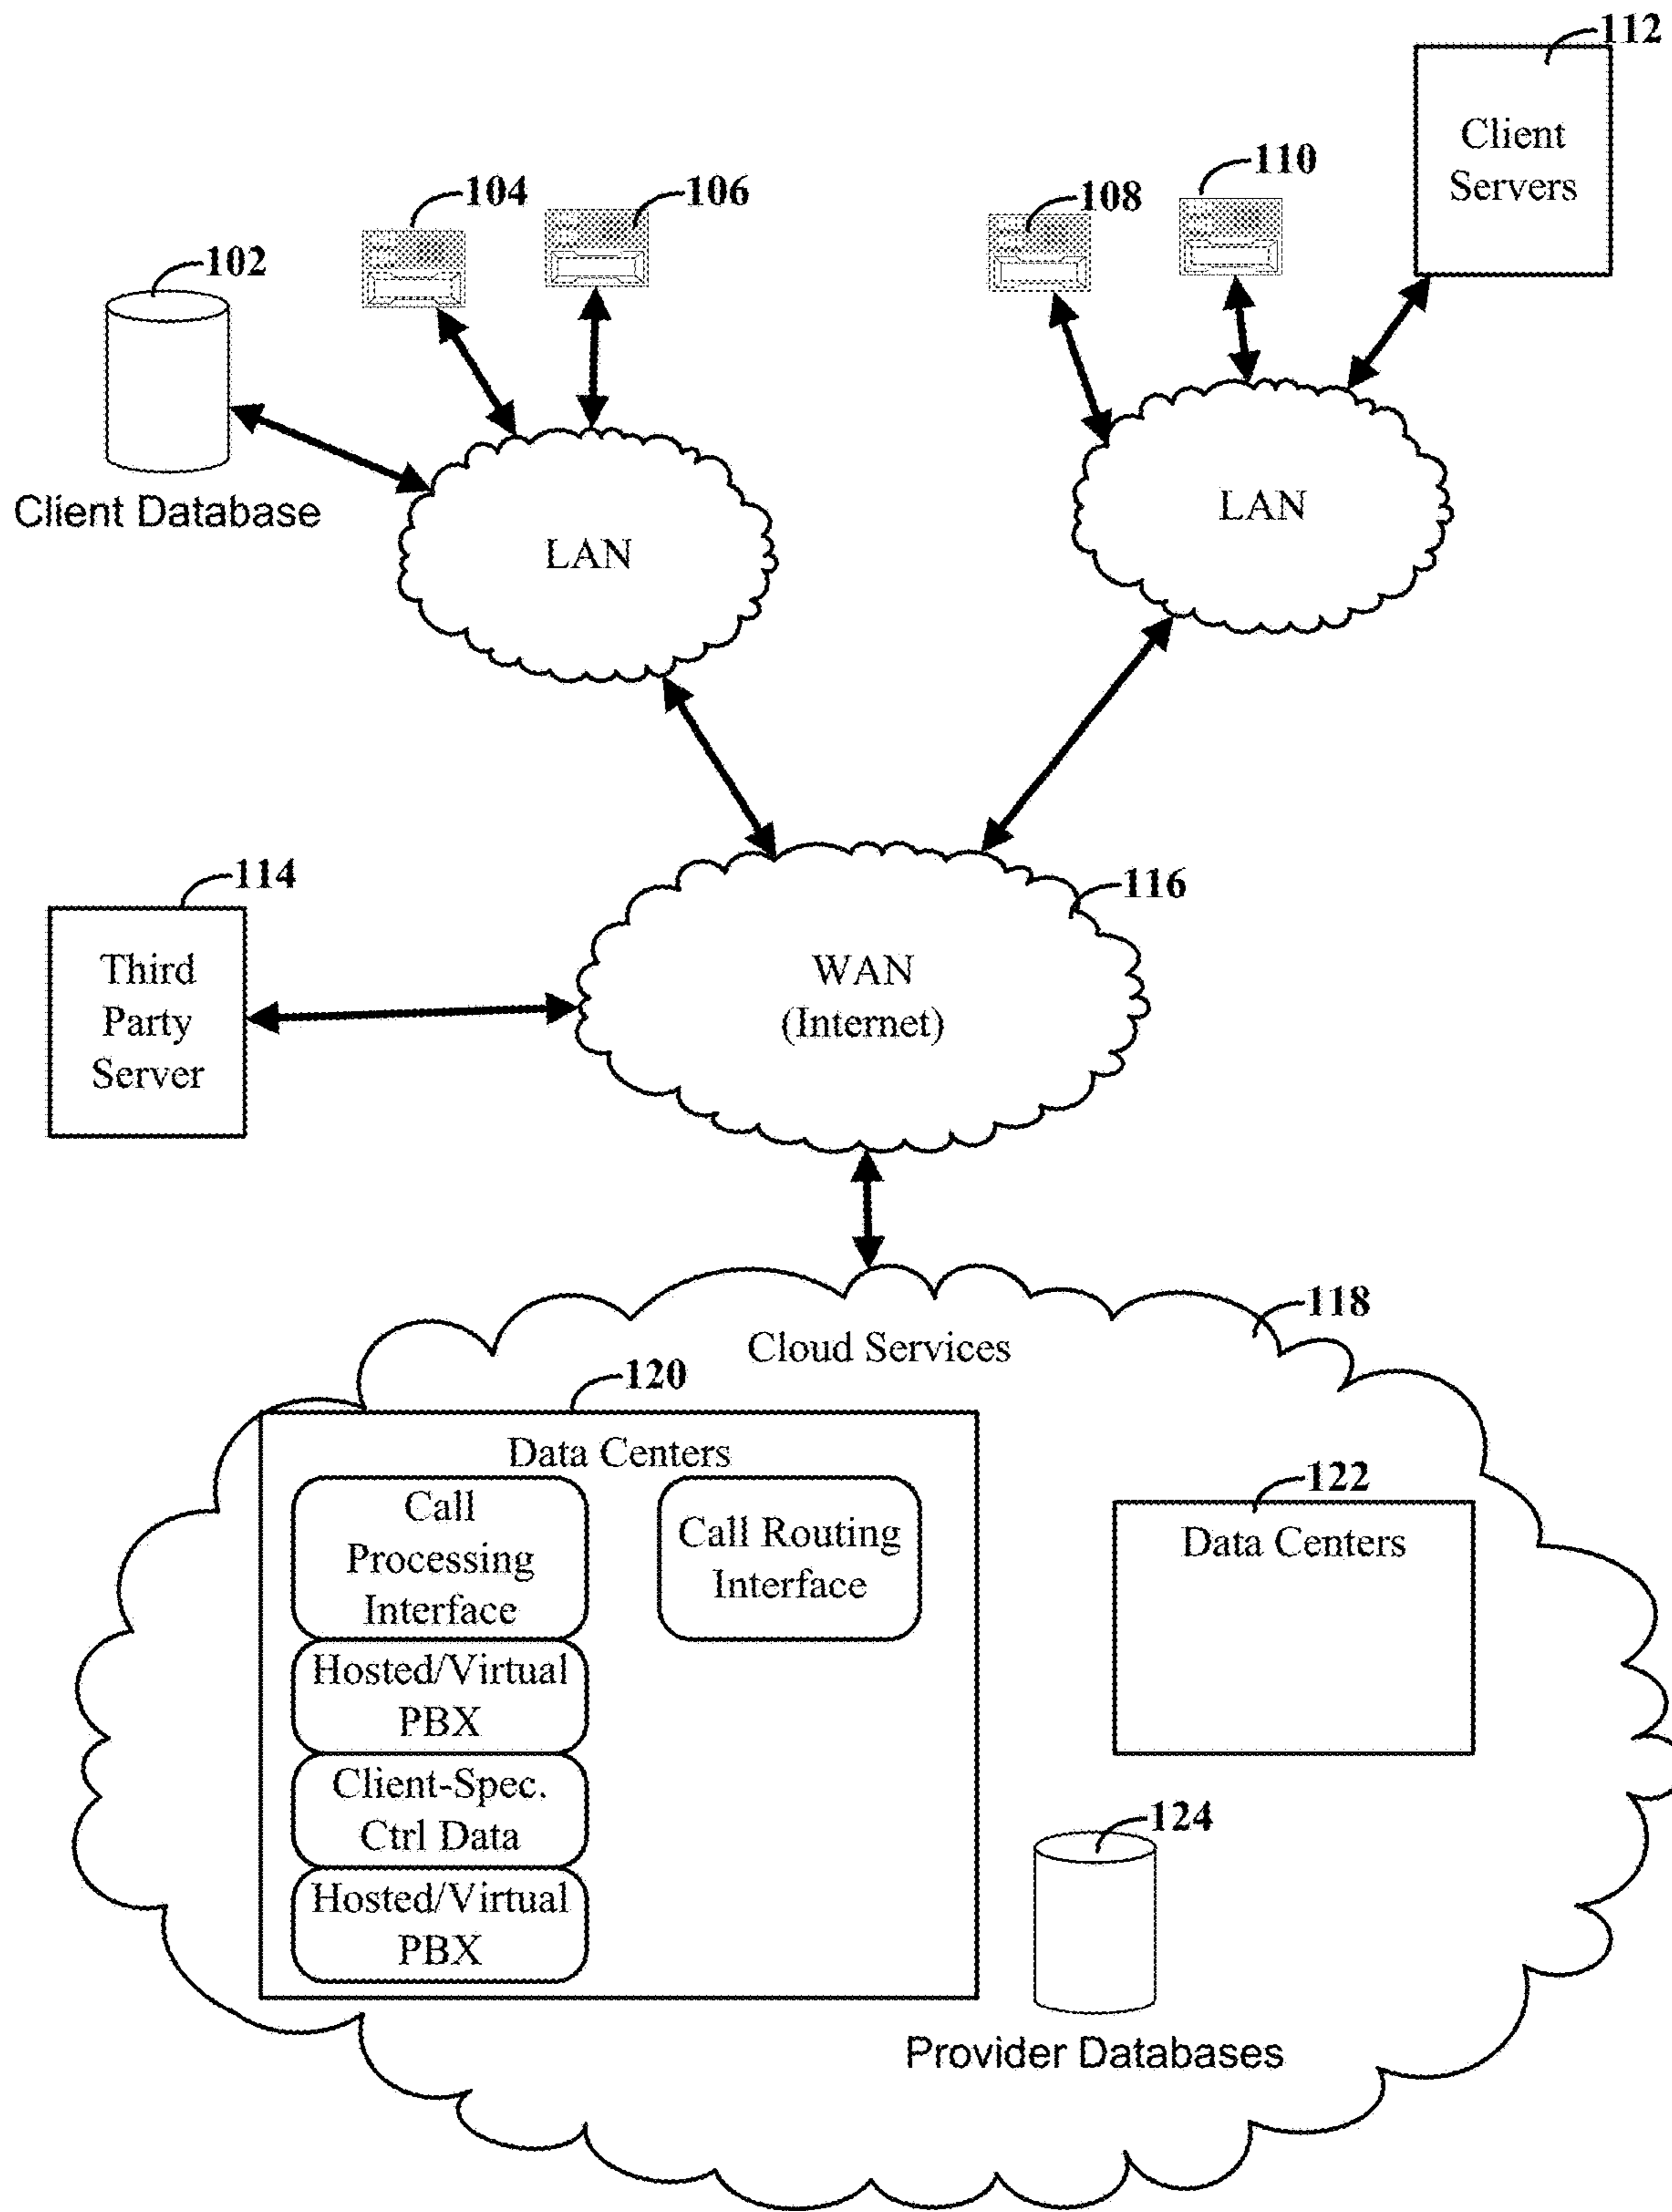 112
Client
Servers
104
106
108
110
102
Client Database
LAN
LAN
114
Third
Party
Server
116
WAN
(Internet)
118
Cloud Services
120
Data Centers
Call
Processing
Interface
Hosted/Virtual
PBX
Client-Spec.
Ctrl Data
Hosted/Virtual
PBX
Call Routing
Interface
122
Data Centers
124
Provider Databases